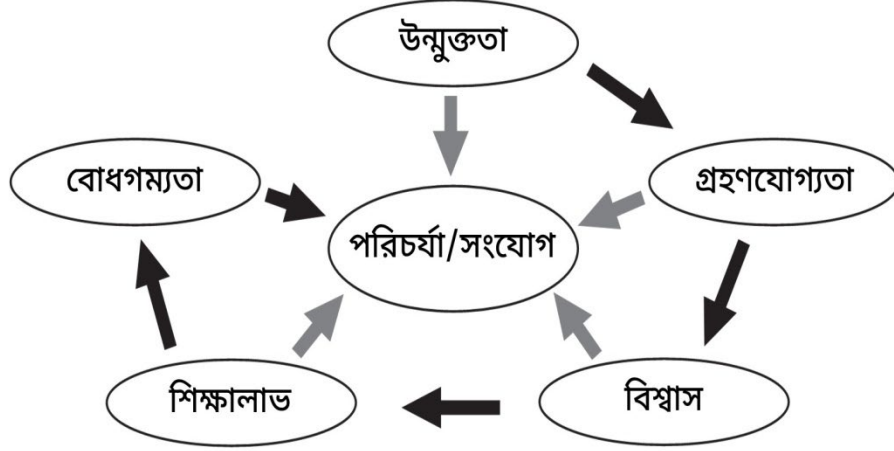 উন্মুক্ততা
বোধগম্যতা
গ্রহণযোগ্যতা
পরিচর্যা/সংযোগ
শিক্ষালাভ
বিশ্বাস